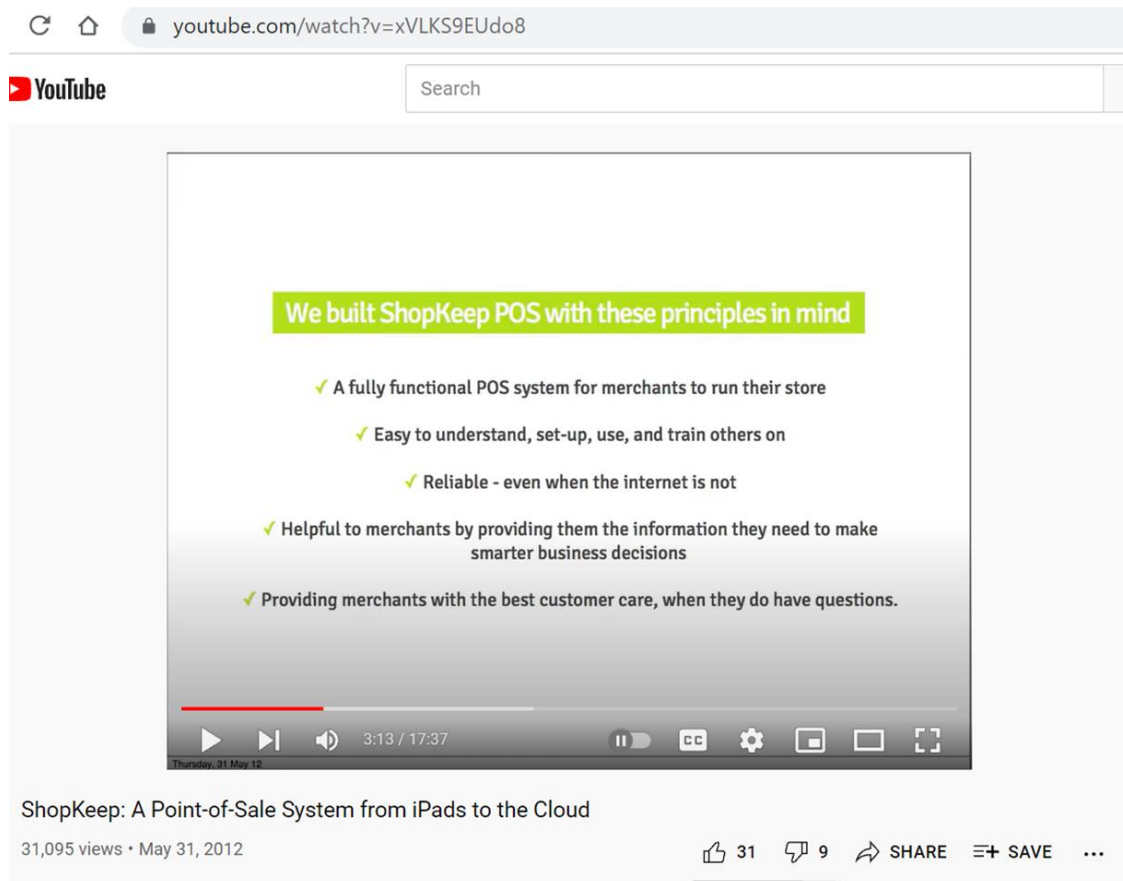 youtube.com/watch?v=xVLKS9EUdo8
YouTube
Search
We built ShopKeep POS with these principles in mind
✓ A fully functional POS system for merchants to run their store
✓ Easy to understand, set-up, use, and train others on
✓ Reliable - even when the internet is not
✓ Helpful to merchants by providing them the information they need to make
smarter business decisions
✓ Providing merchants with the best customer care, when they do have questions.
3:13 / 17:37
CC
Thursday, 31 May 12
ShopKeep: A Point-of-Sale System from iPads to the Cloud
31,095 views • May 31, 2012
31 9 SHARE SAVE ...